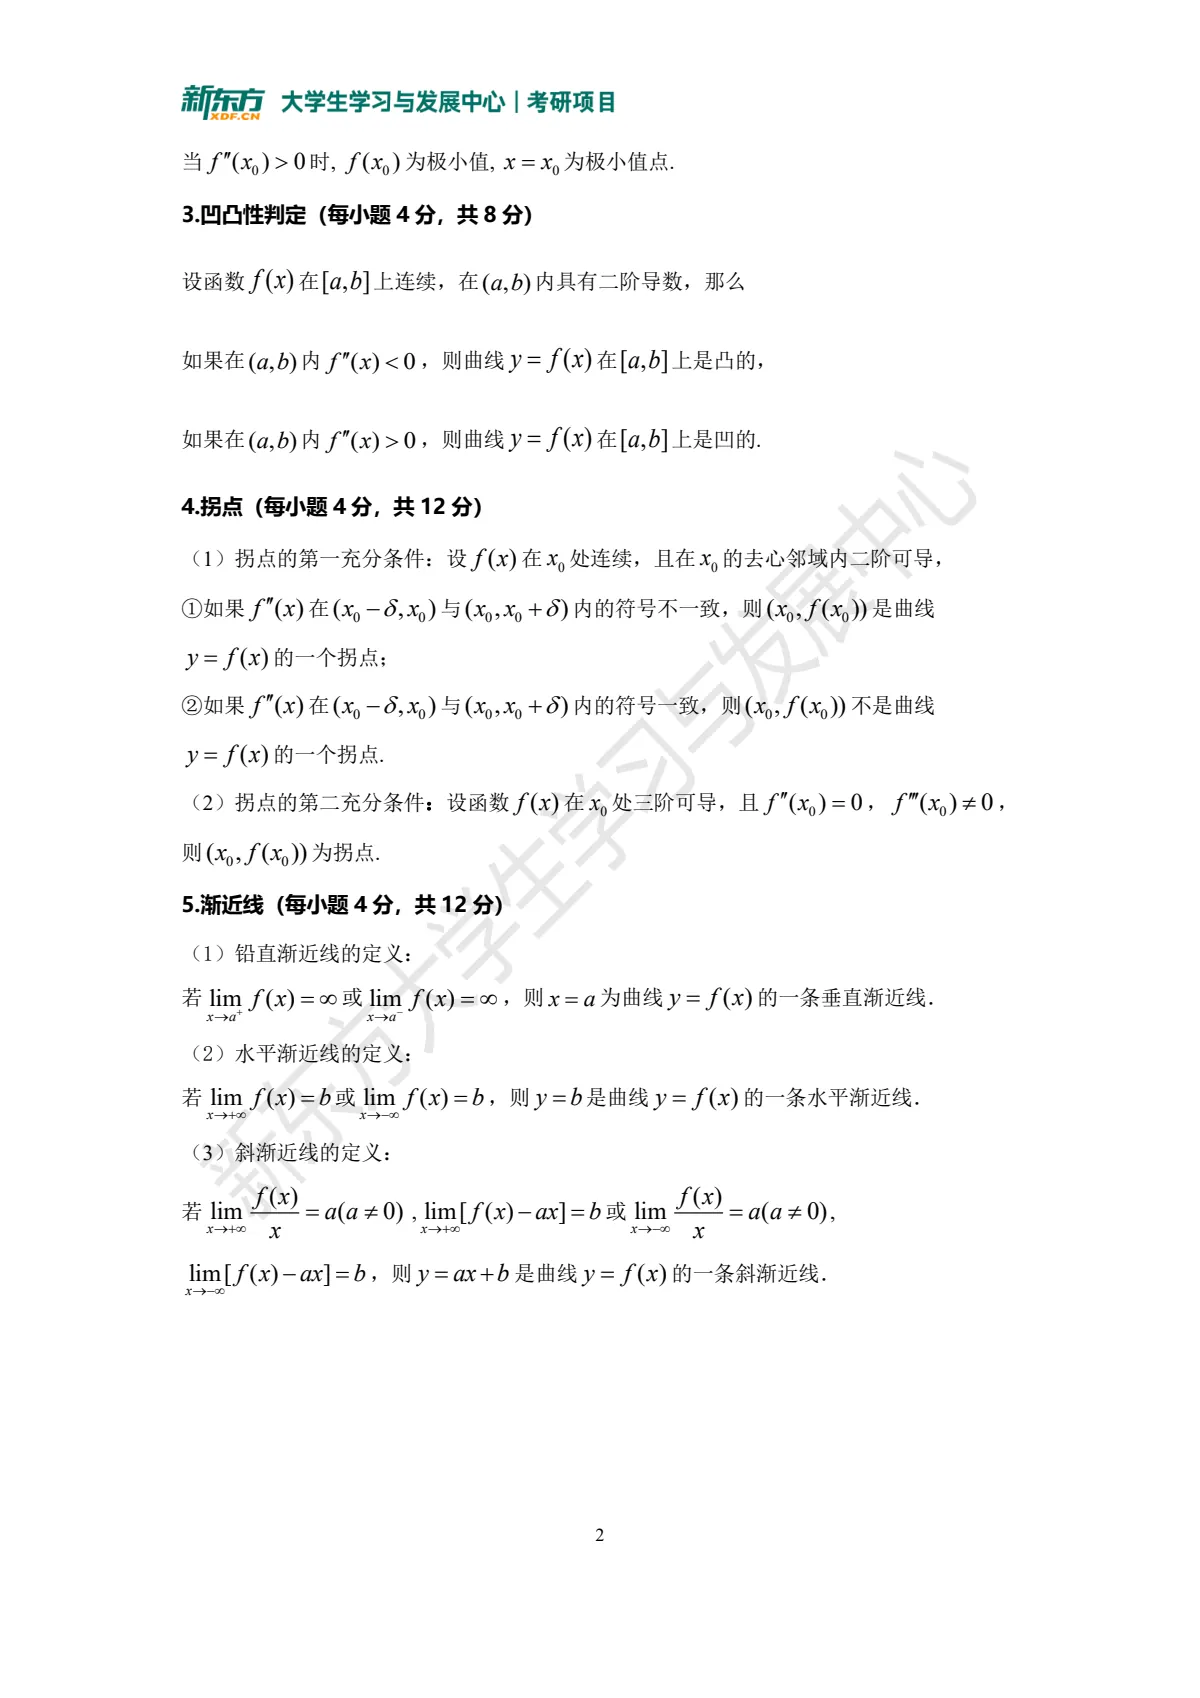 新东方 XDF.CN 大学生学习与发展中心 | 考研项目
当 f″(x₀) > 0 时, f(x₀) 为极小值, x = x₀ 为极小值点.
3.凹凸性判定（每小题 4 分，共 8 分）
设函数 f(x) 在 [a,b] 上连续，在 (a,b) 内具有二阶导数，那么
如果在 (a,b) 内 f″(x) < 0，则曲线 y = f(x) 在 [a,b] 上是凸的，
如果在 (a,b) 内 f″(x) > 0，则曲线 y = f(x) 在 [a,b] 上是凹的.
4.拐点（每小题 4 分，共 12 分）
（1）拐点的第一充分条件：设 f(x) 在 x₀ 处连续，且在 x₀ 的去心邻域内二阶可导，
①如果 f″(x) 在 (x₀ − δ, x₀) 与 (x₀, x₀ + δ) 内的符号不一致，则 (x₀, f(x₀)) 是曲线
y = f(x) 的一个拐点；
②如果 f″(x) 在 (x₀ − δ, x₀) 与 (x₀, x₀ + δ) 内的符号一致，则 (x₀, f(x₀)) 不是曲线
y = f(x) 的一个拐点.
（2）拐点的第二充分条件：设函数 f(x) 在 x₀ 处三阶可导，且 f″(x₀) = 0，f‴(x₀) ≠ 0，
则 (x₀, f(x₀)) 为拐点.
5.渐近线（每小题 4 分，共 12 分）
（1）铅直渐近线的定义：
若 lim_{x→a⁺} f(x) = ∞ 或 lim_{x→a⁻} f(x) = ∞，则 x = a 为曲线 y = f(x) 的一条垂直渐近线.
（2）水平渐近线的定义：
若 lim_{x→+∞} f(x) = b 或 lim_{x→−∞} f(x) = b，则 y = b 是曲线 y = f(x) 的一条水平渐近线.
（3）斜渐近线的定义：
若 lim_{x→+∞} f(x)/x = a(a ≠ 0) , lim_{x→+∞} [f(x) − ax] = b 或 lim_{x→−∞} f(x)/x = a(a ≠ 0),
lim_{x→−∞} [f(x) − ax] = b，则 y = ax + b 是曲线 y = f(x) 的一条斜渐近线.
新东方大学生学习与发展中心
2